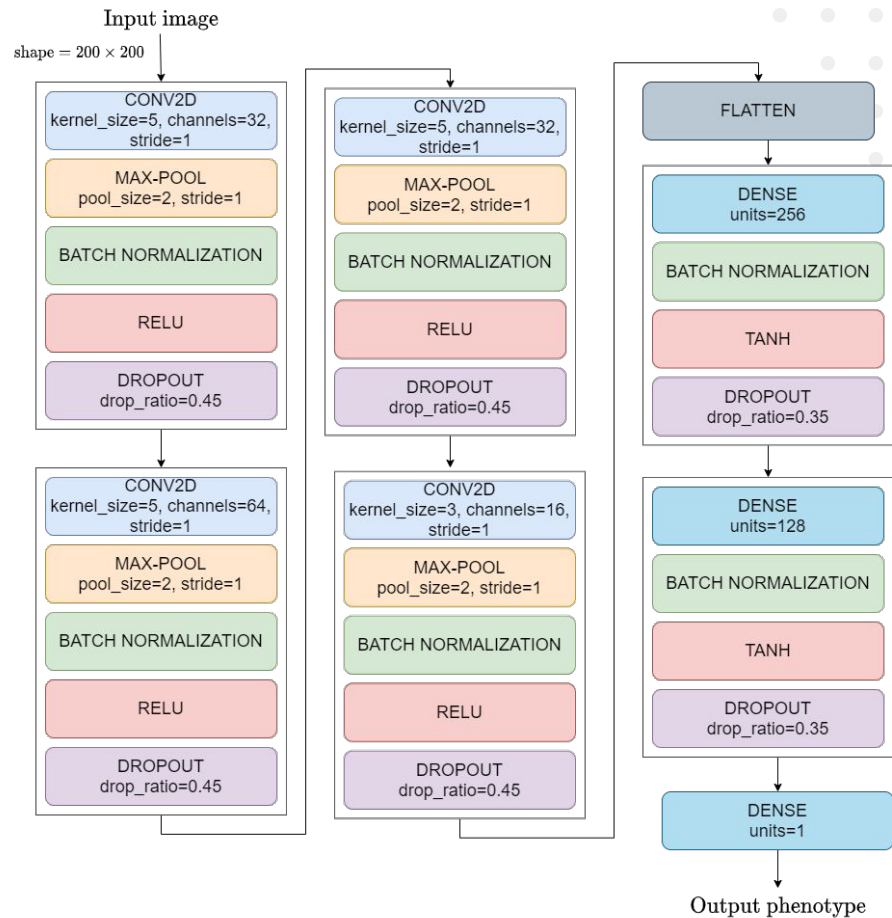 Input image
shape = 200 × 200
CONV2D
kernel_size=5, channels=32,
stride=1
MAX-POOL
pool_size=2, stride=1
BATCH NORMALIZATION
RELU
DROPOUT
drop_ratio=0.45
CONV2D
kernel_size=5, channels=64,
stride=1
MAX-POOL
pool_size=2, stride=1
BATCH NORMALIZATION
RELU
DROPOUT
drop_ratio=0.45
CONV2D
kernel_size=5, channels=32,
stride=1
MAX-POOL
pool_size=2, stride=1
BATCH NORMALIZATION
RELU
DROPOUT
drop_ratio=0.45
CONV2D
kernel_size=3, channels=16,
stride=1
MAX-POOL
pool_size=2, stride=1
BATCH NORMALIZATION
RELU
DROPOUT
drop_ratio=0.45
FLATTEN
DENSE
units=256
BATCH NORMALIZATION
TANH
DROPOUT
drop_ratio=0.35
DENSE
units=128
BATCH NORMALIZATION
TANH
DROPOUT
drop_ratio=0.35
DENSE
units=1
Output phenotype